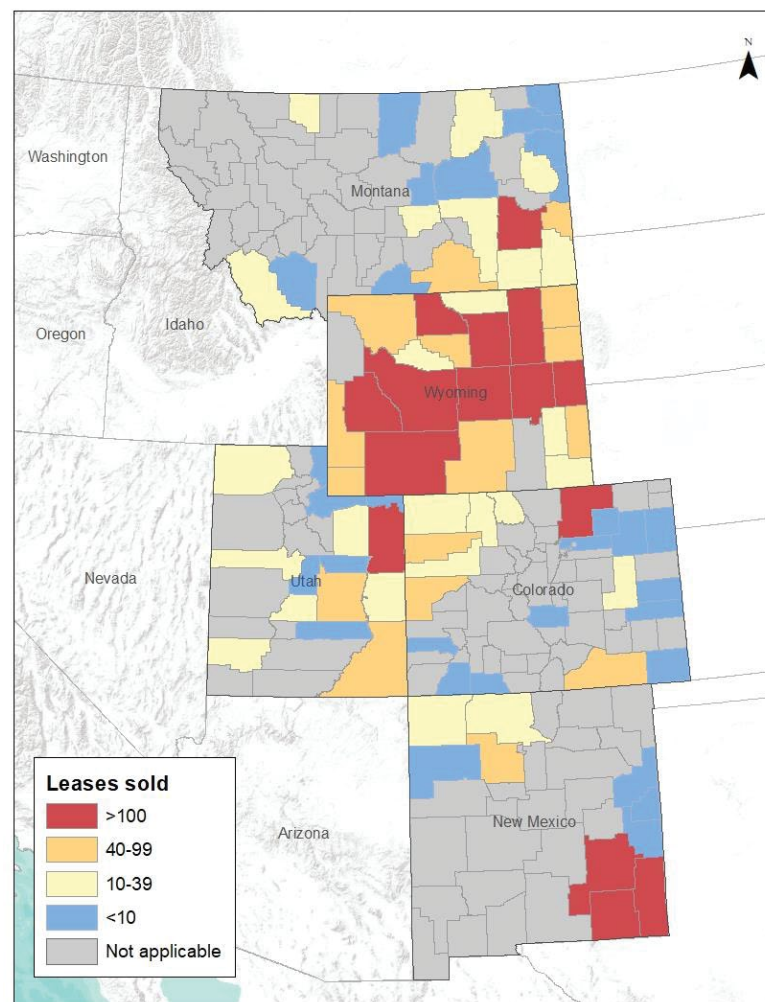 N
Washington
Montana
Oregon
Idaho
Wyoming
Nevada
Utah
Colorado
Arizona
New Mexico
Leases sold
>100
40-99
10-39
<10
Not applicable